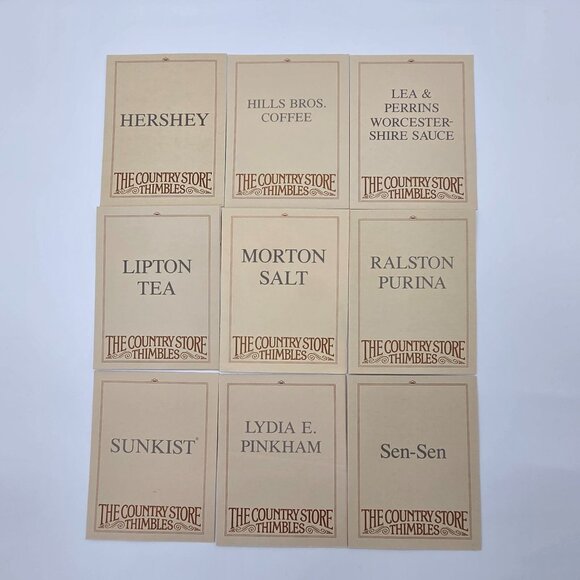 HERSHEY
THE COUNTRY STORE
THIMBLES
HILLS BROS.
COFFEE
THE COUNTRY STORE
THIMBLES
LEA &
PERRINS
WORCESTER-
SHIRE SAUCE
THE COUNTRY STORE
THIMBLES
LIPTON
TEA
THE COUNTRY STORE
THIMBLES
MORTON
SALT
THE COUNTRY STORE
THIMBLES
RALSTON
PURINA
THE COUNTRY STORE
THIMBLES
SUNKIST®
THE COUNTRY STORE
THIMBLES
LYDIA E.
PINKHAM
THE COUNTRY STORE
THIMBLES
Sen-Sen
THE COUNTRY STORE
THIMBLES